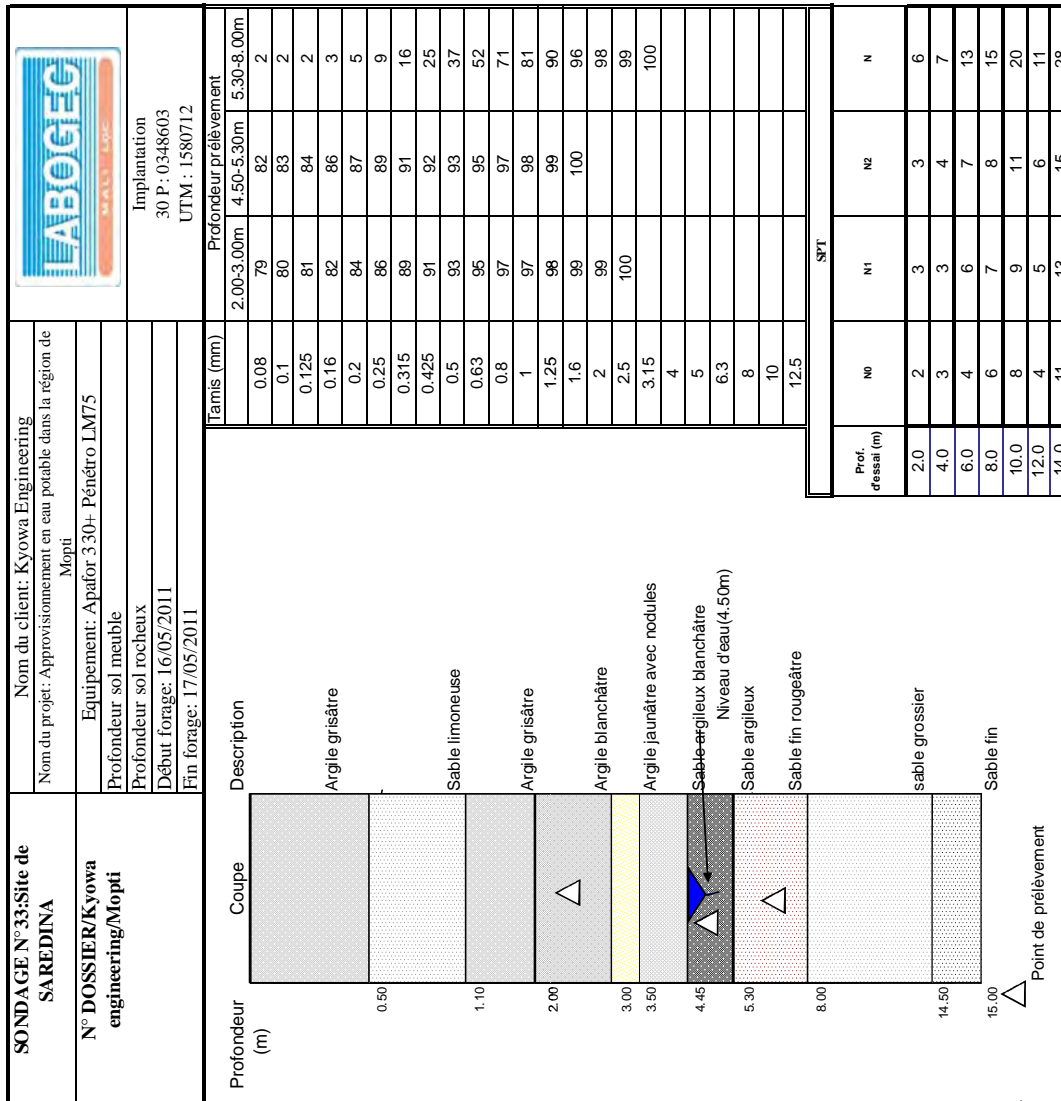 SONDAGE N°33:Site de
SAREDINA
N° DOSSIER/Kyowa
engineering/Mopti
Nom du client: Kyowa Engineering
Nom du projet: Approvisionnement en eau potable dans la région de
Mopti
Equipement: Apafor 330+ Pénétro LM75
Profondeur sol meuble
Profondeur sol rocheux
Début forage: 16/05/2011
Fin forage: 17/05/2011
LABOGEG
MALI LGC
Implantation
30 P: 0348603
UTM : 1580712
Profondeur
(m)
Coupe
Description
0.50
1.10
2.00
3.00
3.50
4.45
5.30
8.00
14.50
15.00
Argile grisâtre
Sable limoneuse
Argile grisâtre
Argile blanchâtre
Argile jaunâtre avec nodules
Sable argileux blanchâtre
Niveau d'eau(4.50m)
Sable argileux
Sable fin rougeâtre
sable grossier
Sable fin
Point de prélèvement
Tamis (mm) Profondeur prélèvement
2.00-3.00m 4.50-5.30m 5.30-8.00m
0.08 79 82 2
0.1 80 83 2
0.125 81 84 2
0.16 82 86 3
0.2 84 87 5
0.25 86 89 9
0.315 89 91 16
0.425 91 92 25
0.5 93 93 37
0.63 95 95 52
0.8 97 97 71
1 97 98 81
1.25 98 99 90
1.6 99 100 96
2 99 98
2.5 100 99
3.15 100
4
5
6.3
8
10
12.5
SPT
Prof.
d'essai (m) N0 N1 N2 N
2.0 2 3 3 6
4.0 3 3 4 7
6.0 4 6 7 13
8.0 6 7 8 15
10.0 8 9 11 20
12.0 4 5 6 11
14.0 11 13 15 28